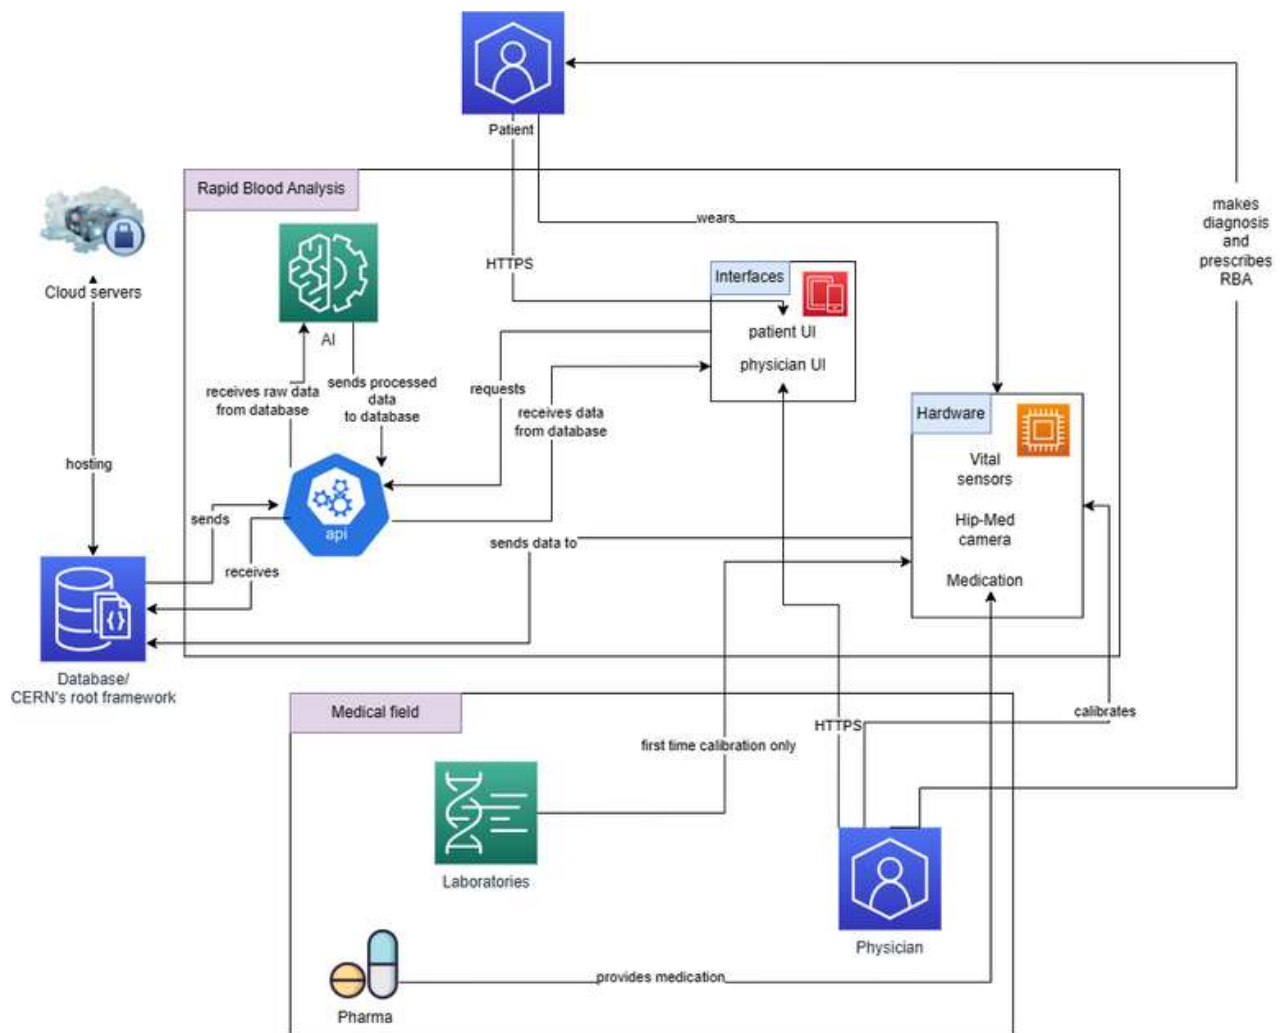 Patient
Rapid Blood Analysis
wears
makes
diagnosis
and
prescribes
RBA
HTTPS
Interfaces
Cloud servers
patient UI
AI
physician UI
receives raw data
from database
sends processed
data
to database
requests
receives data
from database
Hardware
Vital
sensors
hosting
sends
api
Hip-Med
camera
sends data to
receives
Medication
Database/
CERN's root framework
Medical field
calibrates
HTTPS
first time calibration only
Laboratories
Physician
provides medication
Pharma